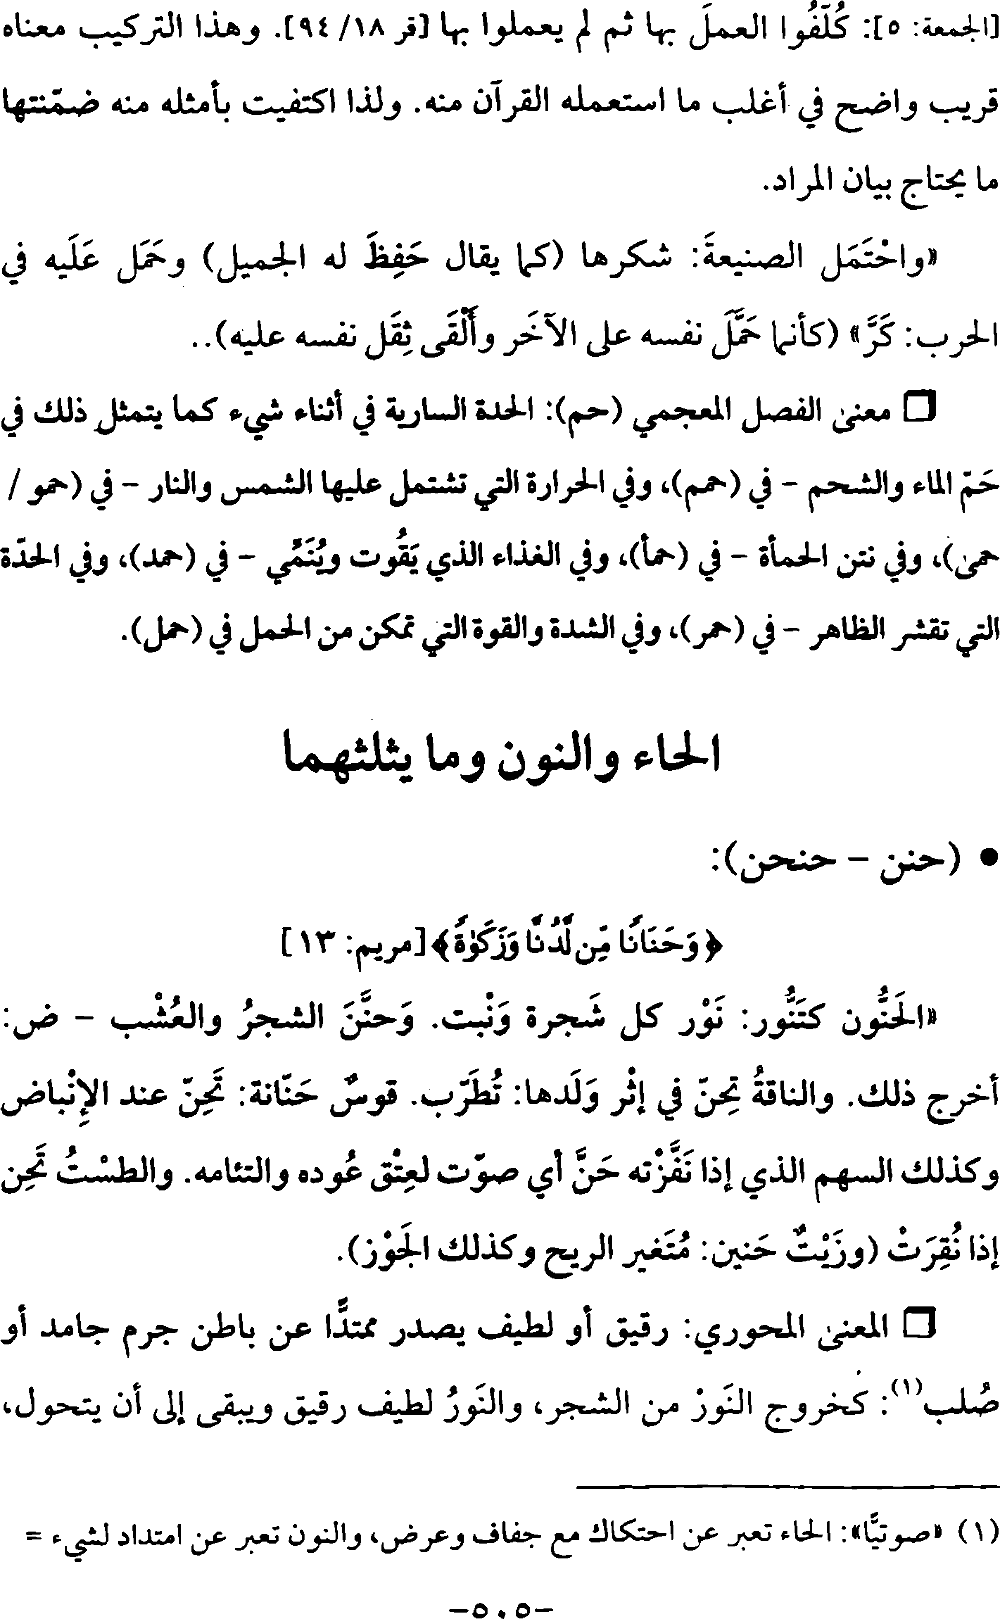 [الجمعة: ٥]: كُلِّفُوا العملَ بها ثم لم يعملوا بها [قر ١٨/ ٩٤]. وهذا التركيب معناه
قريب واضح في أغلب ما استعمله القرآن منه. ولذا اكتفيت بأمثله منه ضمّنتها
ما يحتاج بيان المراد.
«واحْتَمَل الصنيعةَ: شكرها (كما يقال حَفِظَ له الجميل) وحَمَل عَلَيه في
الحرب: كَرَّ» (كأنما حَمَّلَ نفسه على الآخَر وأَلْقَى ثِقَل نفسه عليه)..
□ معنى الفصل المعجمي (حم): الحدة السارية في أثناء شيء كما يتمثل ذلك في
حَمّ الماء والشحم - في (حمم)، وفي الحرارة التي تشتمل عليها الشمس والنار - في (حمو /
حمى)، وفي نتن الحمأة - في (حمأ)، وفي الغذاء الذي يَقُوت ويُنَمِّي - في (حمد)، وفي الحدّة
التي تقشر الظاهر - في (حمر)، وفي الشدة والقوة التي تمكن من الحمل في (حمل).
الحاء والنون وما يثلثهما
• (حنن - حنحن):
﴿وَحَنَانًا مِّن لَّدُنَّا وَزَكَوٰةً﴾ [مريم: ١٣]
«الحَنُّون كتَنُّور: نَوْر كل شَجرة وَنْبت. وَحنَّنَ الشجرُ والعُشْب - ض:
أخرج ذلك. والناقةُ تِحنّ في إثْر وَلَدها: تُطَرّب. قوسٌ حَنّانة: تَحِنّ عند الإنْباض
وكذلك السهم الذي إذا نَفَّزْته حَنَّ أي صوّت لعِتْق عُوده والتئامه. والطسْتُ تَحِن
إذا نُقِرَتْ (وزَيْتٌ حَنين: مُتَغير الريح وكذلك الجَوْز).
□ المعنى المحوري: رقيق أو لطيف يصدر ممتدًّا عن باطن جرم جامد أو
صُلب(١): كخروج النَورْ من الشجر، والنَورُ لطيف رقيق ويبقى إلى أن يتحول،
(١) «صوتيًّا»: الحاء تعبر عن احتكاك مع جفاف وعرض، والنون تعبر عن امتداد لشيء =
-٥٠٥-